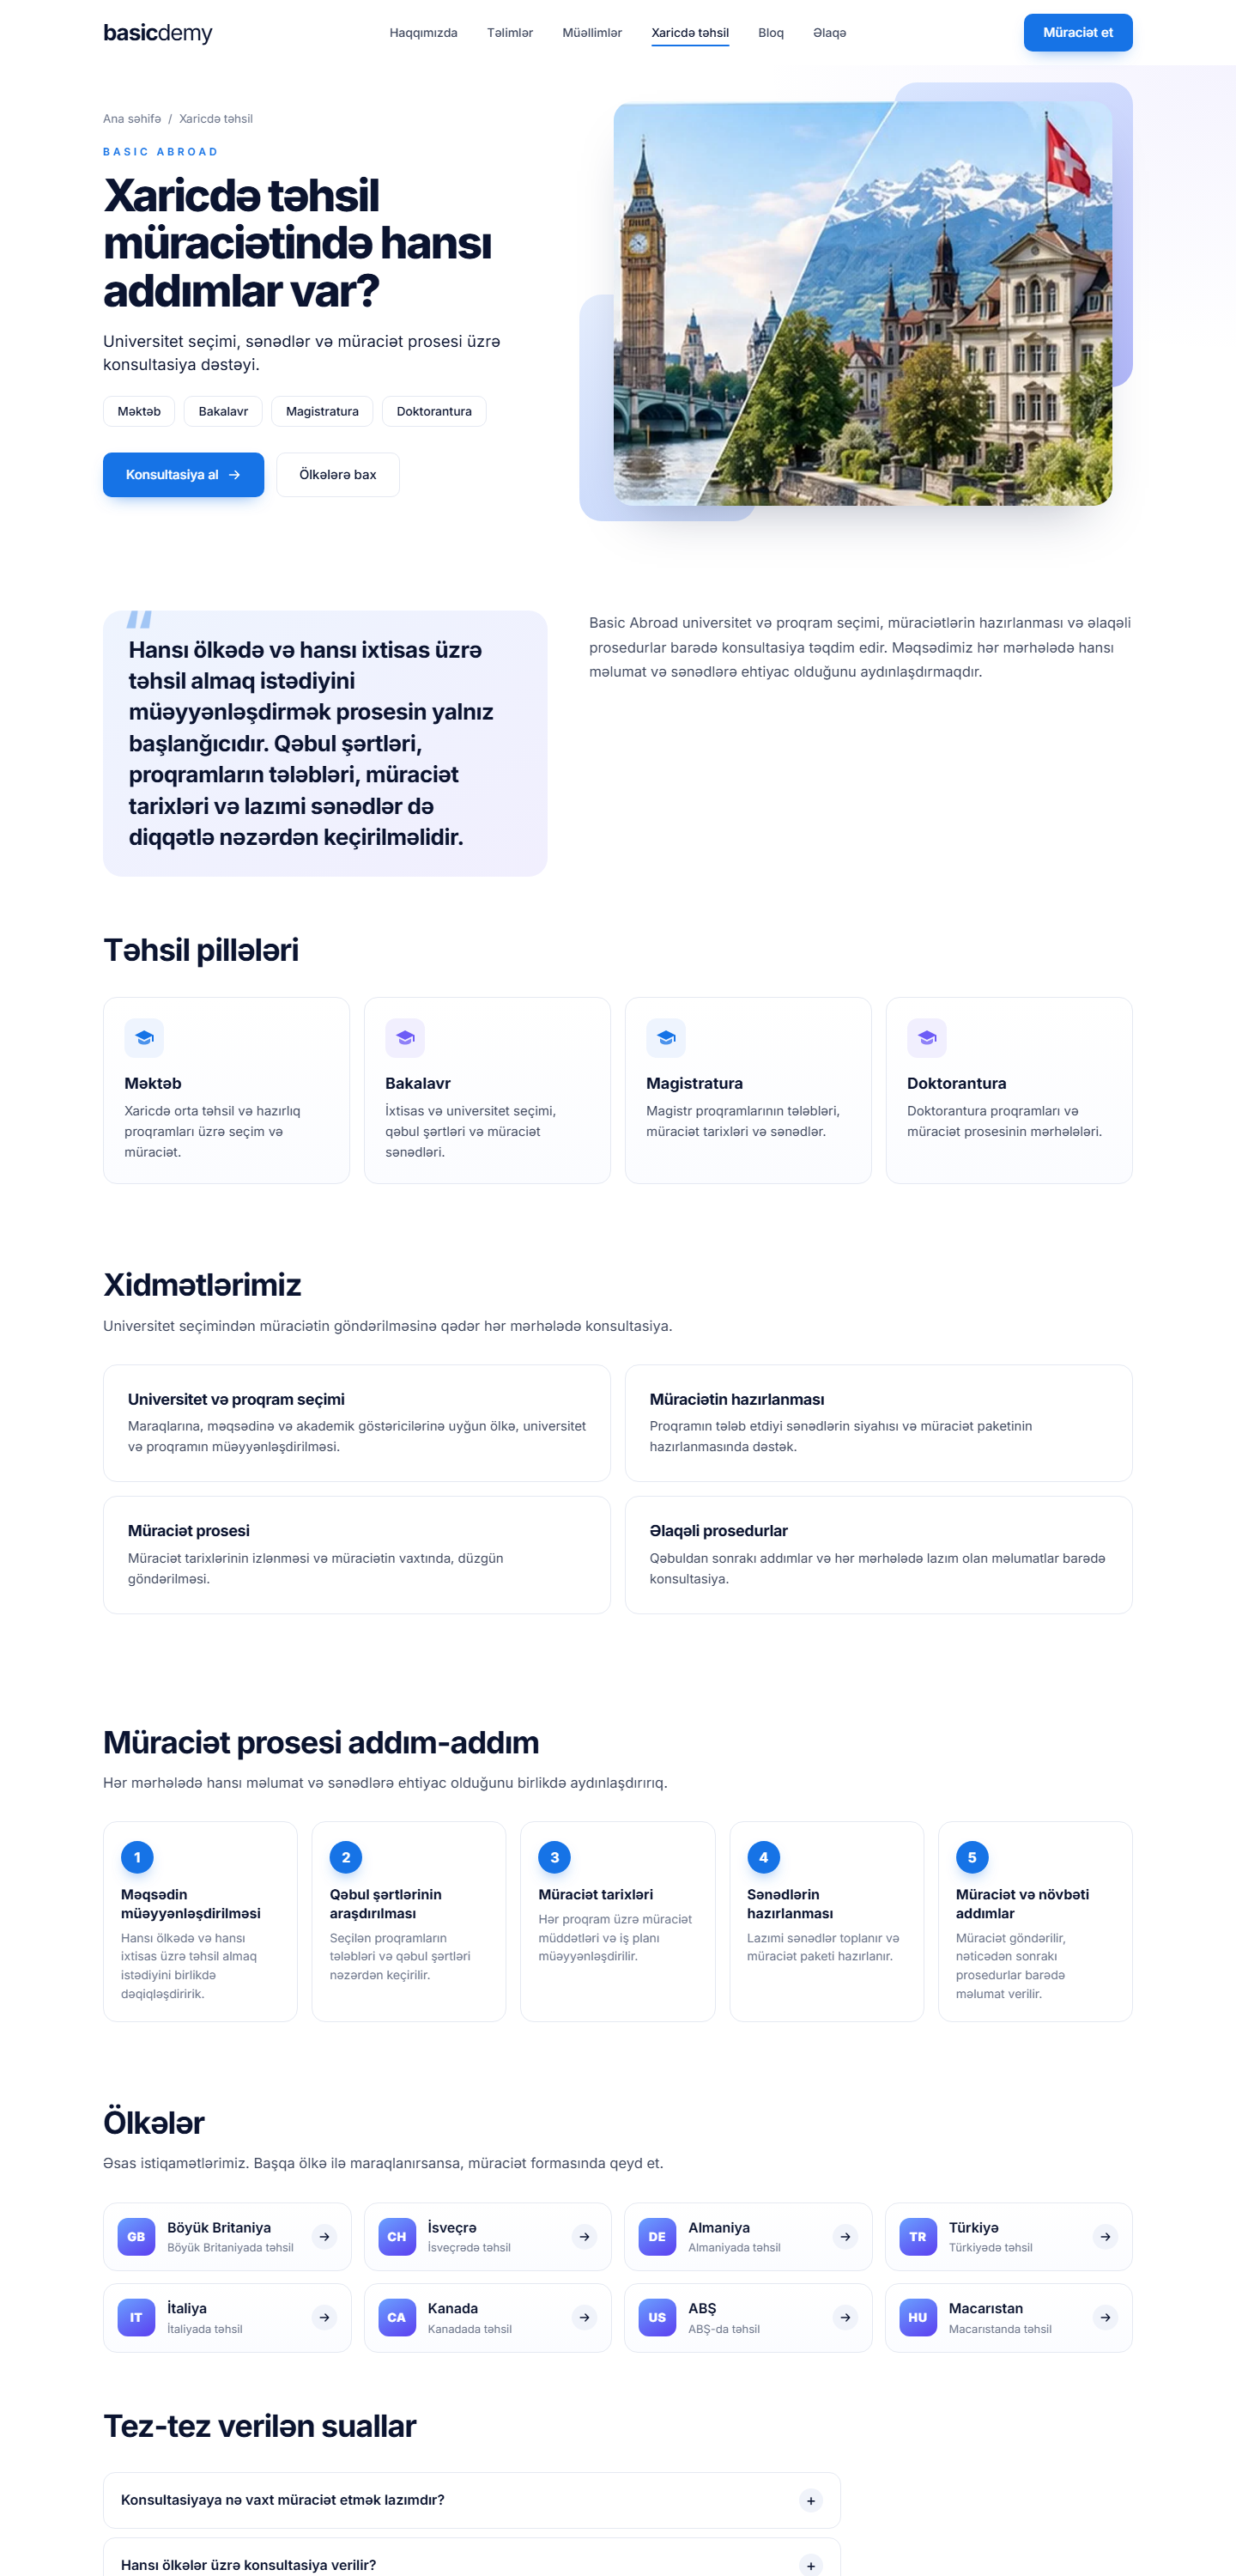 basicdemy
Haqqımızda
Təlimlər
Müəllimlər
Xaricdə təhsil
Bloq
Əlaqə
Müraciət et
Ana səhifə / Xaricdə təhsil
BASIC ABROAD
Xaricdə təhsil
müraciətində hansı
addımlar var?
Universitet seçimi, sənədlər və müraciət prosesi üzrə
konsultasiya dəstəyi.
Məktəb
Bakalavr
Magistratura
Doktorantura
Konsultasiya al →
Ölkələrə bax
"
Hansı ölkədə və hansı ixtisas üzrə
təhsil almaq istədiyini
müəyyənləşdirmək prosesin yalnız
başlanğıcıdır. Qəbul şərtləri,
proqramların tələbləri, müraciət
tarixləri və lazımi sənədlər də
diqqətlə nəzərdən keçirilməlidir.
Basic Abroad universitet və proqram seçimi, müraciətlərin hazırlanması və əlaqəli
prosedurlar barədə konsultasiya təqdim edir. Məqsədimiz hər mərhələdə hansı
məlumat və sənədlərə ehtiyac olduğunu aydınlaşdırmaqdır.
Təhsil pillələri
Məktəb
Xaricdə orta təhsil və hazırlıq
proqramları üzrə seçim və
müraciət.
Bakalavr
İxtisas və universitet seçimi,
qəbul şərtləri və müraciət
sənədləri.
Magistratura
Magistr proqramlarının tələbləri,
müraciət tarixləri və sənədlər.
Doktorantura
Doktorantura proqramları və
müraciət prosesinin mərhələləri.
Xidmətlərimiz
Universitet seçimindən müraciətin göndərilməsinə qədər hər mərhələdə konsultasiya.
Universitet və proqram seçimi
Maraqlarına, məqsədinə və akademik göstəricilərinə uyğun ölkə, universitet
və proqramın müəyyənləşdirilməsi.
Müraciətin hazırlanması
Proqramın tələb etdiyi sənədlərin siyahısı və müraciət paketinin
hazırlanmasında dəstək.
Müraciət prosesi
Müraciət tarixlərinin izlənməsi və müraciətin vaxtında, düzgün
göndərilməsi.
Əlaqəli prosedurlar
Qəbuldan sonrakı addımlar və hər mərhələdə lazım olan məlumatlar barədə
konsultasiya.
Müraciət prosesi addım-addım
Hər mərhələdə hansı məlumat və sənədlərə ehtiyac olduğunu birlikdə aydınlaşdırırıq.
1
Məqsədin
müəyyənləşdirilməsi
Hansı ölkədə və hansı
ixtisas üzrə təhsil almaq
istədiyini birlikdə
dəqiqləşdiririk.
2
Qəbul şərtlərinin
araşdırılması
Seçilən proqramların
tələbləri və qəbul şərtləri
nəzərdən keçirilir.
3
Müraciət tarixləri
Hər proqram üzrə müraciət
müddətləri və iş planı
müəyyənləşdirilir.
4
Sənədlərin
hazırlanması
Lazımi sənədlər toplanır və
müraciət paketi hazırlanır.
5
Müraciət və növbəti
addımlar
Müraciət göndərilir,
nəticədən sonrakı
prosedurlar barədə
məlumat verilir.
Ölkələr
Əsas istiqamətlərimiz. Başqa ölkə ilə maraqlanırsansa, müraciət formasında qeyd et.
GB
Böyük Britaniya
Böyük Britaniyada təhsil
→
CH
İsveçrə
İsveçrədə təhsil
→
DE
Almaniya
Almaniyada təhsil
→
TR
Türkiyə
Türkiyədə təhsil
→
IT
İtaliya
İtaliyada təhsil
→
CA
Kanada
Kanadada təhsil
→
US
ABŞ
ABŞ-da təhsil
→
HU
Macarıstan
Macarıstanda təhsil
→
Tez-tez verilən suallar
Konsultasiyaya nə vaxt müraciət etmək lazımdır?
+
Hansı ölkələr üzrə konsultasiya verilir?
+